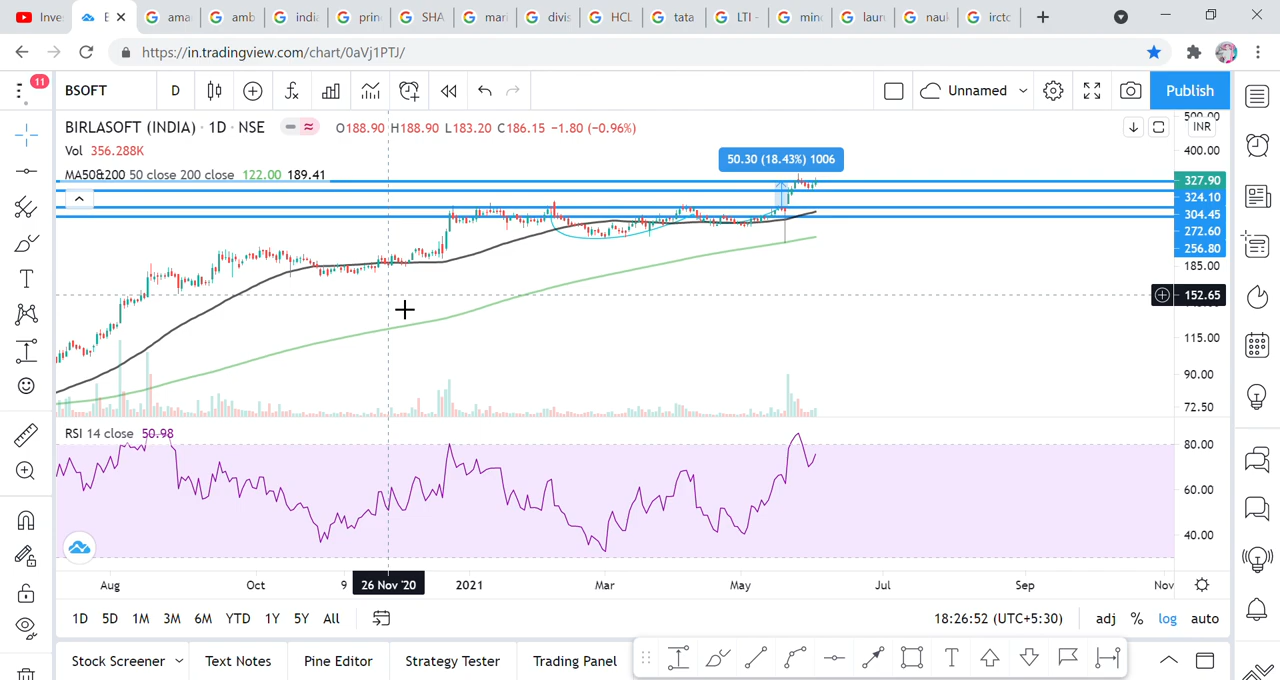 Inve
E
ama
amb
indi
prin
SHA
mar
divis
HCL
tata
LTI -
mind
laur
nauk
irctc
https://in.tradingview.com/chart/0aVj1PTJ/
11
BSOFT D Unnamed Publish
BIRLASOFT (INDIA) · 1D · NSE O188.90 H188.90 L183.20 C186.15 −1.80 (−0.96%)
Vol 356.288K
MA50&200 50 close 200 close 122.00 189.41
50.30 (18.43%) 1006
500.00
INR
400.00
327.90
324.10
304.45
272.60
256.80
185.00
152.65
115.00
90.00
72.50
RSI 14 close 50.98
80.00
60.00
40.00
Aug Oct 9 26 Nov '20 2021 Mar May Jul Sep Nov
1D 5D 1M 3M 6M YTD 1Y 5Y All 18:26:52 (UTC+5:30) adj % log auto
Stock Screener Text Notes Pine Editor Strategy Tester Trading Panel